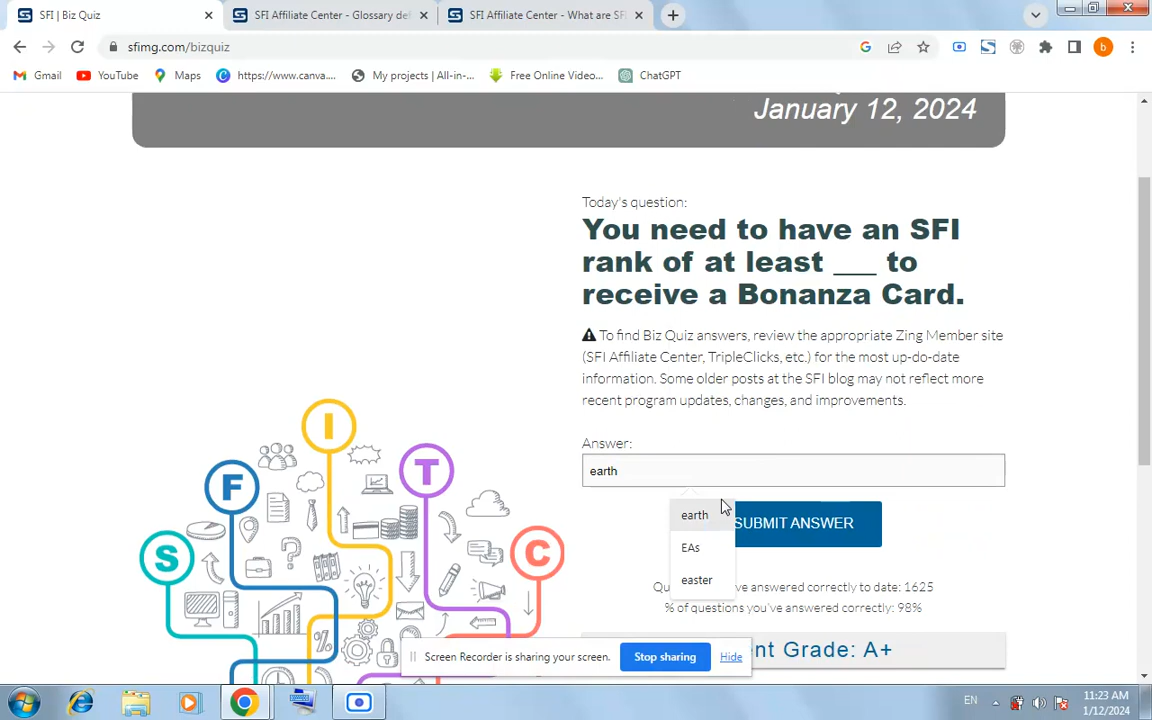 SFI | Biz Quiz
SFI Affiliate Center - Glossary de
SFI Affiliate Center - What are SF
sfimg.com/bizquiz
b
Gmail
YouTube
Maps
https://www.canva....
My projects | All-in-...
Free Online Video...
ChatGPT
January 12, 2024
Today's question:
You need to have an SFI
rank of at least ___ to
receive a Bonanza Card.
To find Biz Quiz answers, review the appropriate Zing Member site
(SFI Affiliate Center, TripleClicks, etc.) for the most up-do-date
information. Some older posts at the SFI blog may not reflect more
recent program updates, changes, and improvements.
Answer:
earth
earth
EAs
easter
SUBMIT ANSWER
Qu
ve answered correctly to date: 1625
% of questions you've answered correctly: 98%
nt Grade: A+
S
F
I
T
C
Screen Recorder is sharing your screen.
Stop sharing
Hide
EN
11:23 AM
1/12/2024